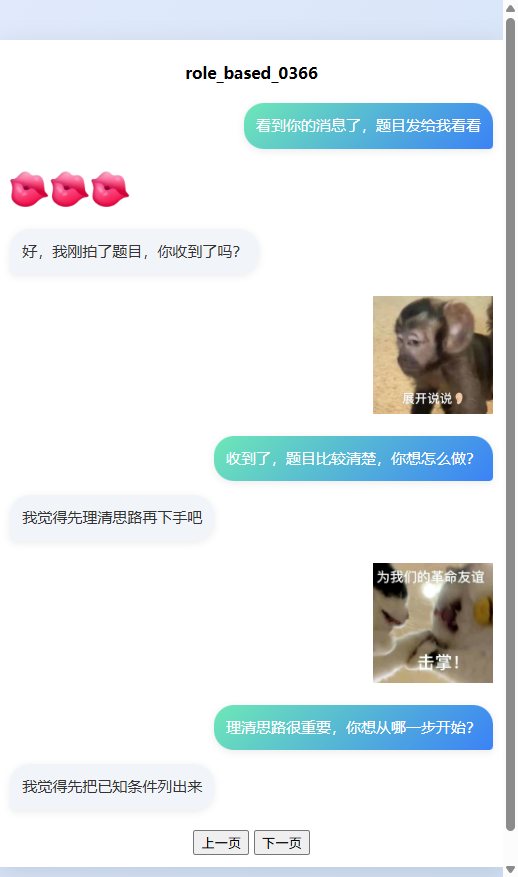 role_based_0366
看到你的消息了，题目发给我看看
好，我刚拍了题目，你收到了吗？
展开说说
收到了，题目比较清楚，你想怎么做？
我觉得先理清思路再下手吧
为我们的革命友谊
击掌！
理清思路很重要，你想从哪一步开始？
我觉得先把已知条件列出来
上一页 下一页